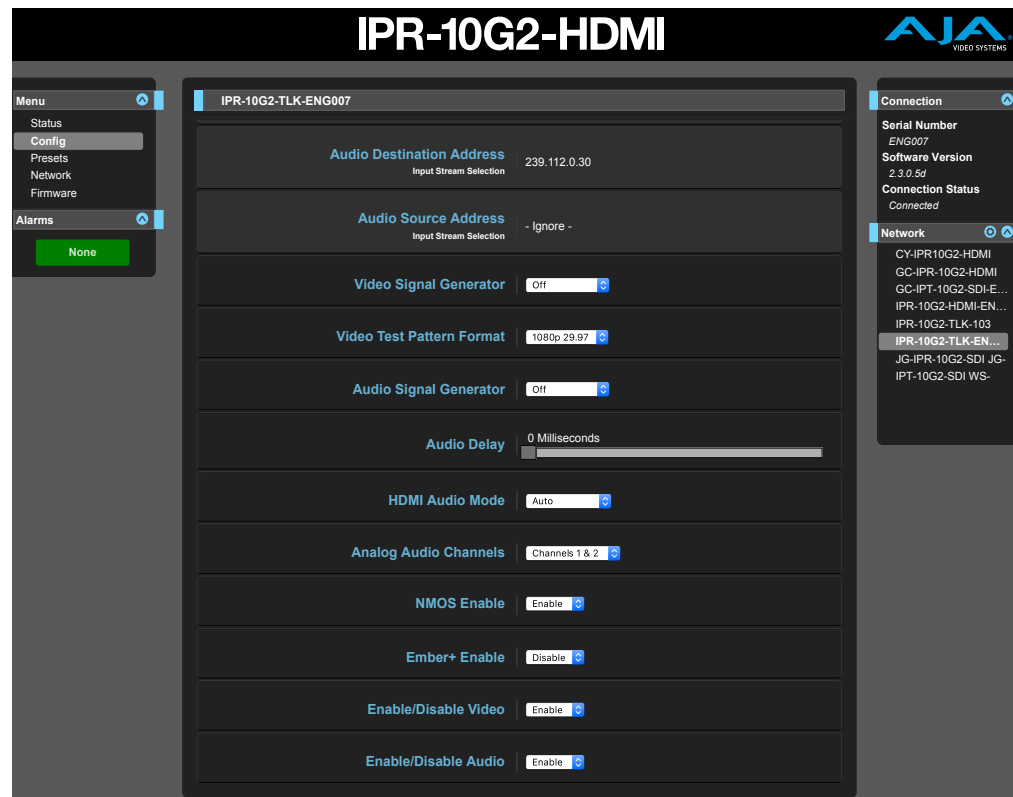 IPR-10G2-HDMI
AJA
VIDEO SYSTEMS
Menu
Status
Config
Presets
Network
Firmware
Alarms
None
IPR-10G2-TLK-ENG007
Audio Destination Address
Input Stream Selection
239.112.0.30
Audio Source Address
Input Stream Selection
- Ignore -
Video Signal Generator
Off
Video Test Pattern Format
1080p 29.97
Audio Signal Generator
Off
Audio Delay
0 Milliseconds
HDMI Audio Mode
Auto
Analog Audio Channels
Channels 1 & 2
NMOS Enable
Enable
Ember+ Enable
Disable
Enable/Disable Video
Enable
Enable/Disable Audio
Enable
Connection
Serial Number
ENG007
Software Version
2.3.0.5d
Connection Status
Connected
Network
CY-IPR10G2-HDMI
GC-IPR-10G2-HDMI
GC-IPT-10G2-SDI-E...
IPR-10G2-HDMI-EN...
IPR-10G2-TLK-103
IPR-10G2-TLK-EN...
JG-IPR-10G2-SDI JG-
IPT-10G2-SDI WS-